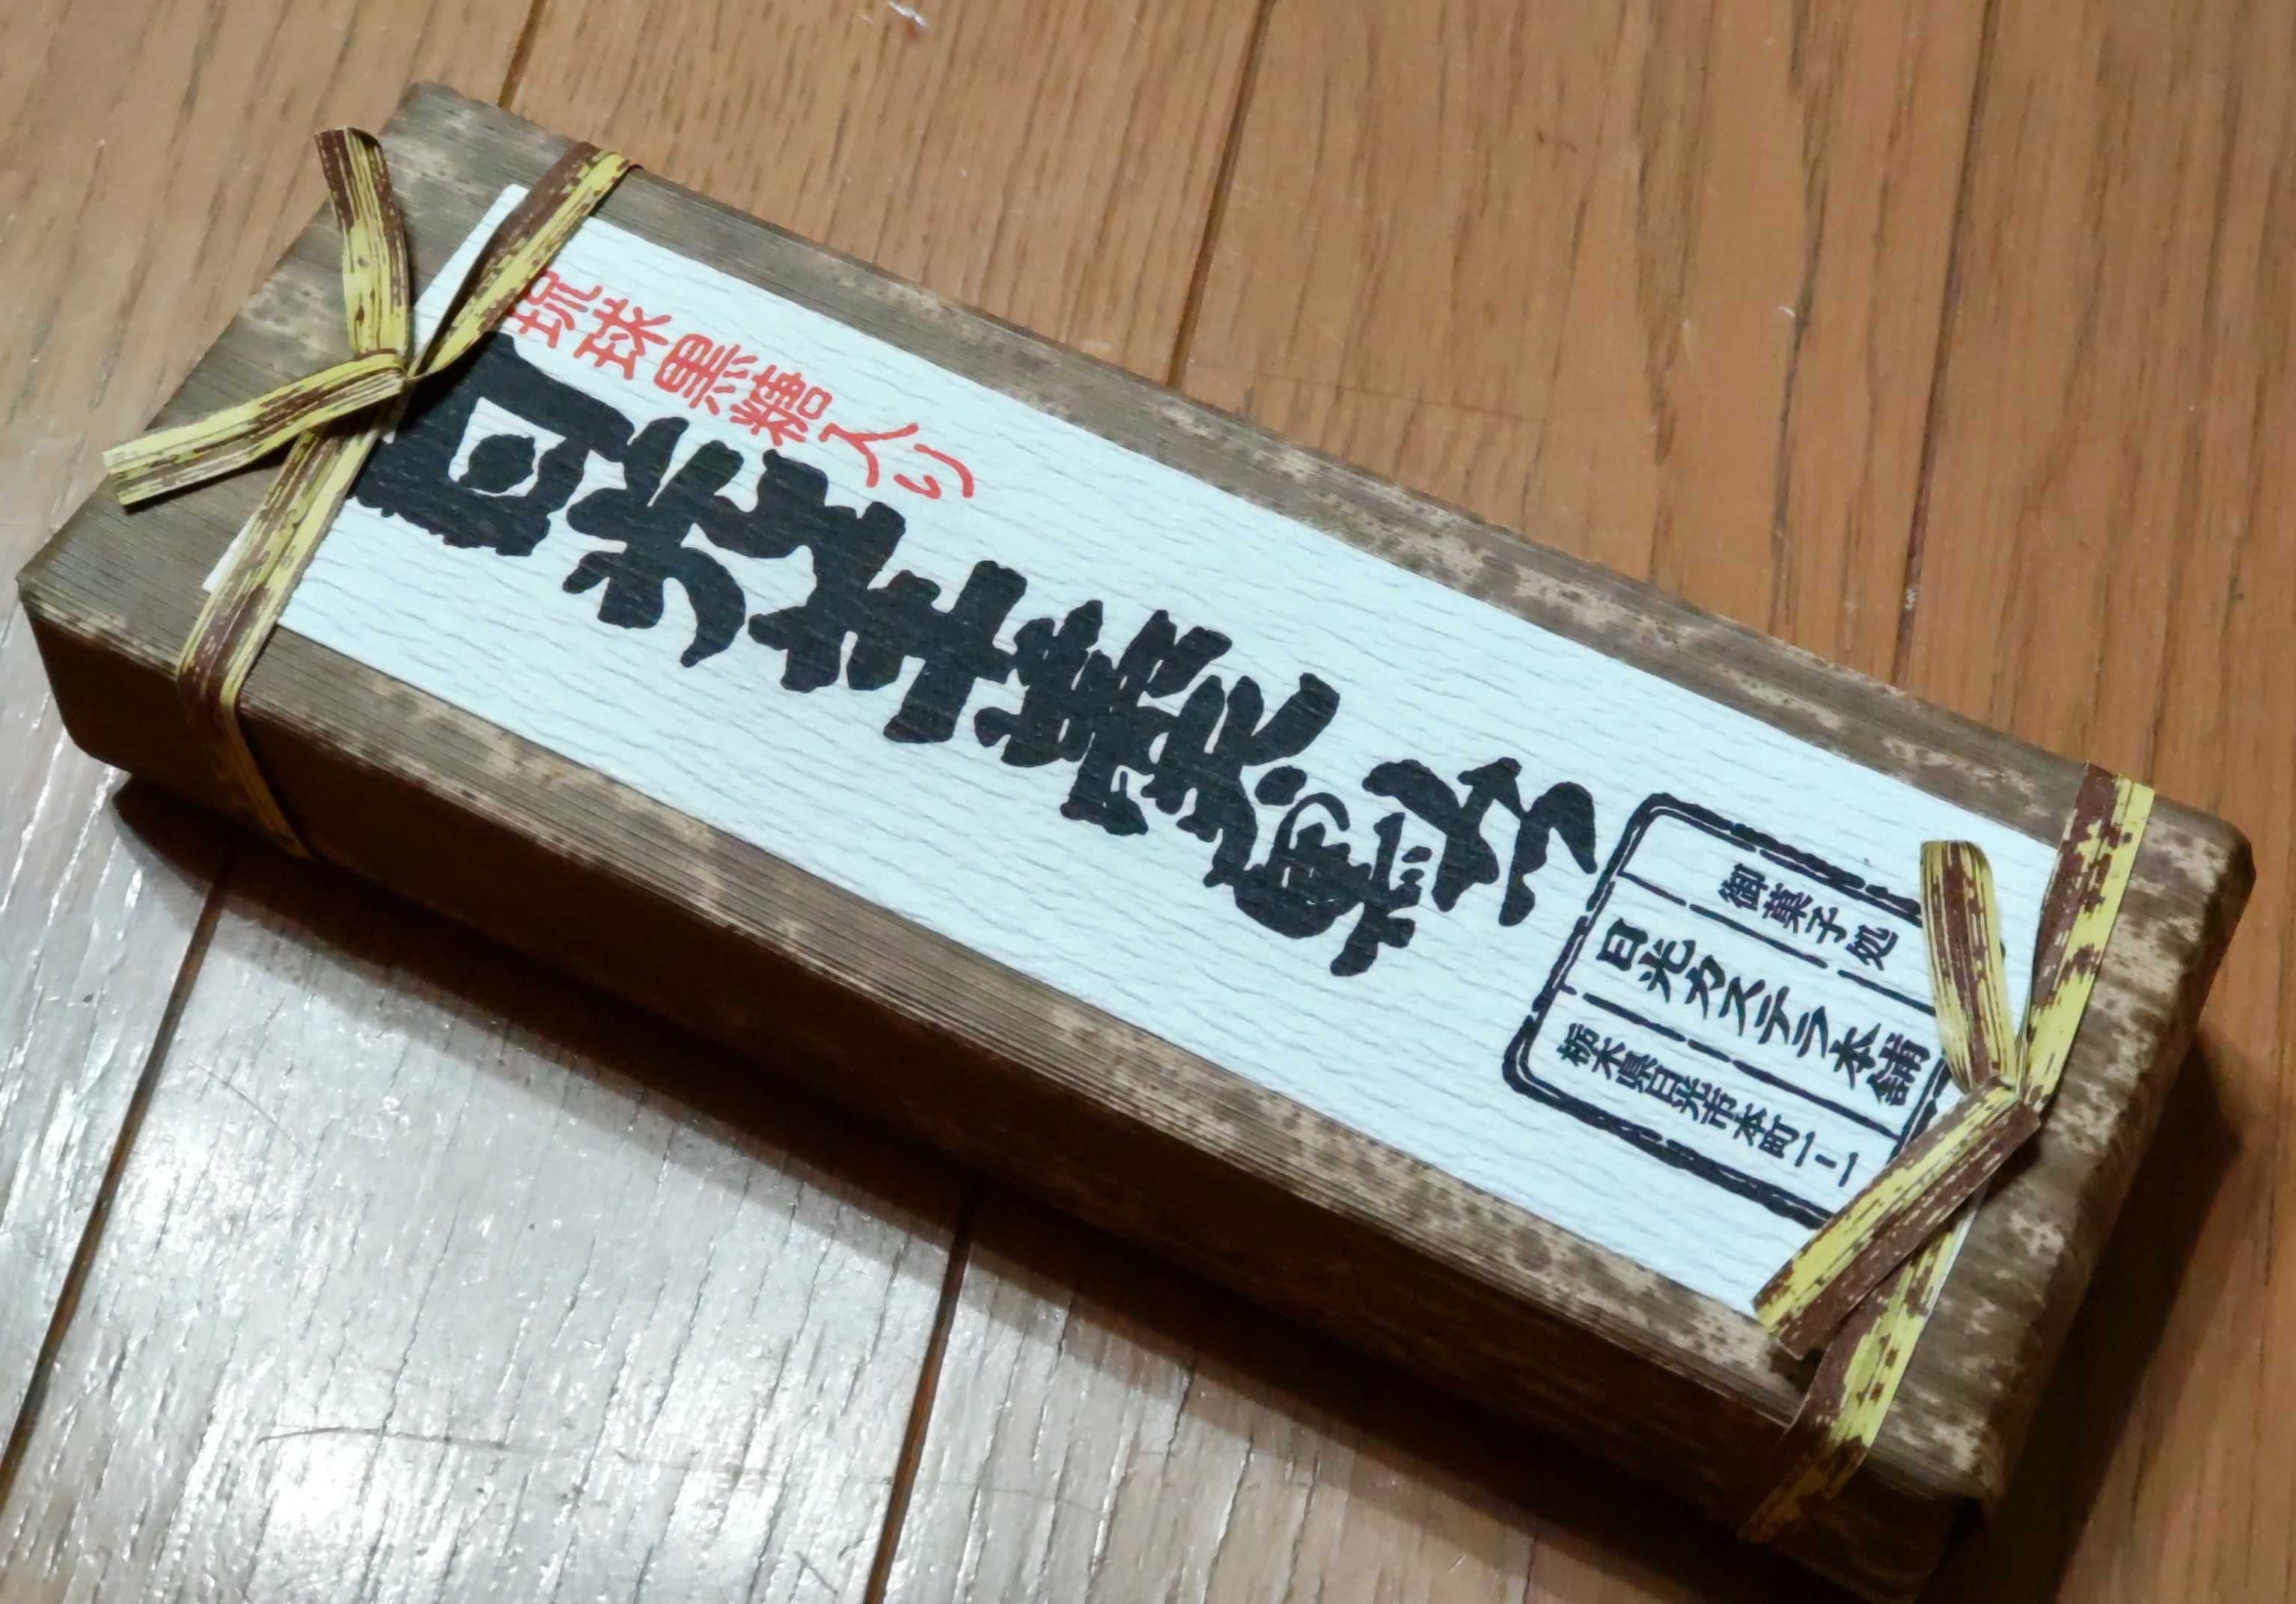 琉球黒糖入り
日光羊羹
御菓子処
日光カステラ本舗
栃木県日光市本町一ー